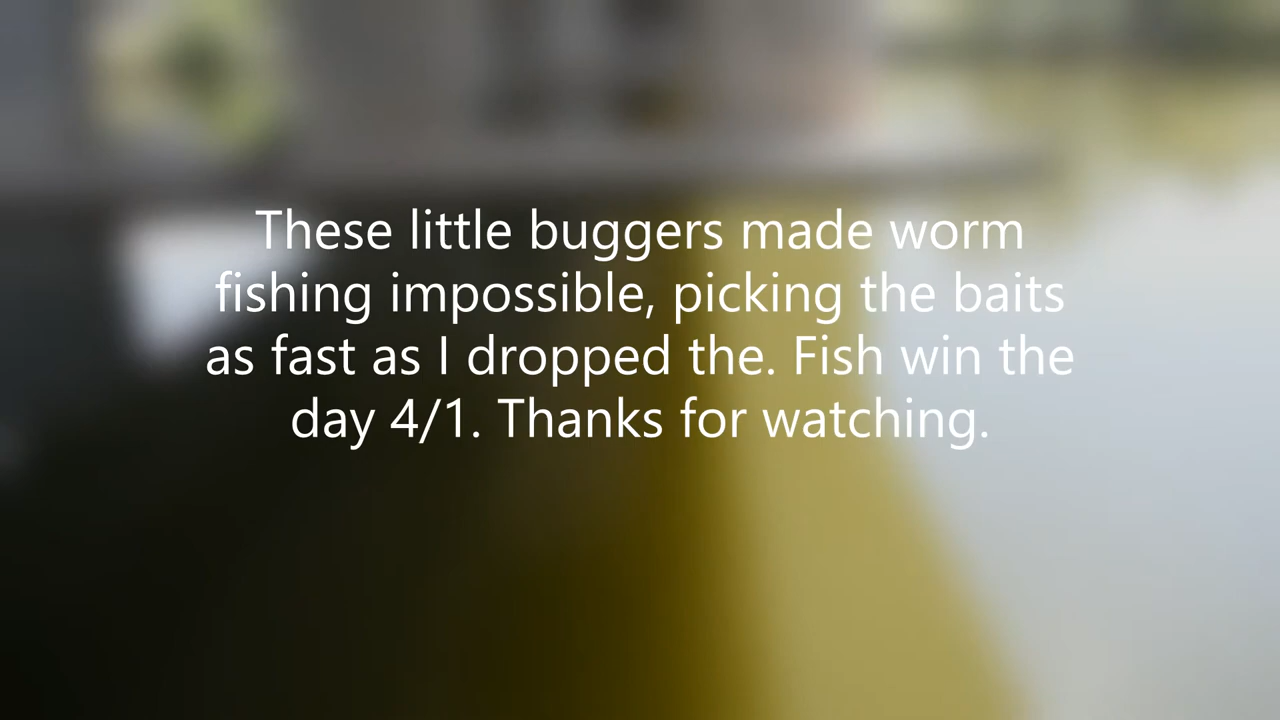 These little buggers made worm
fishing impossible, picking the baits
as fast as I dropped the. Fish win the
day 4/1. Thanks for watching.